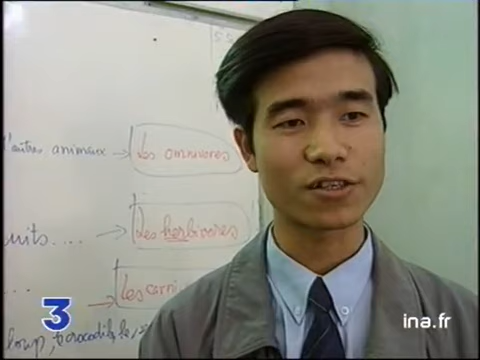 d'autres animaux → Les omnivores
uits.... → Les herbivores
... → Les carni
loup, crocodile
3
ina.fr